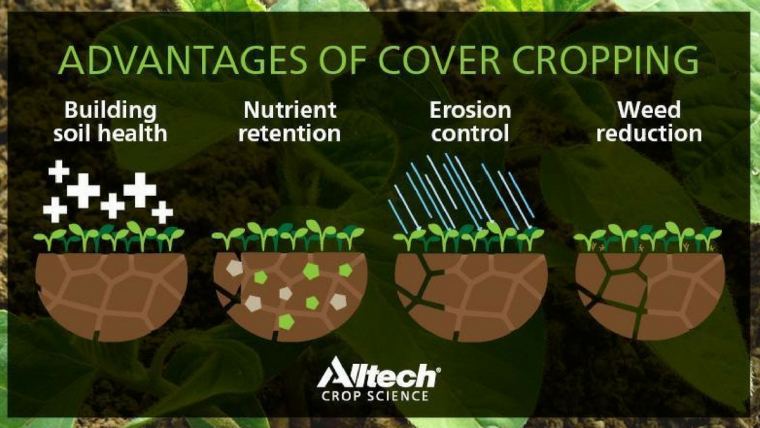 ADVANTAGES OF COVER CROPPING
Building
soil health
Nutrient
retention
Erosion
control
Weed
reduction
Alltech®
CROP SCIENCE